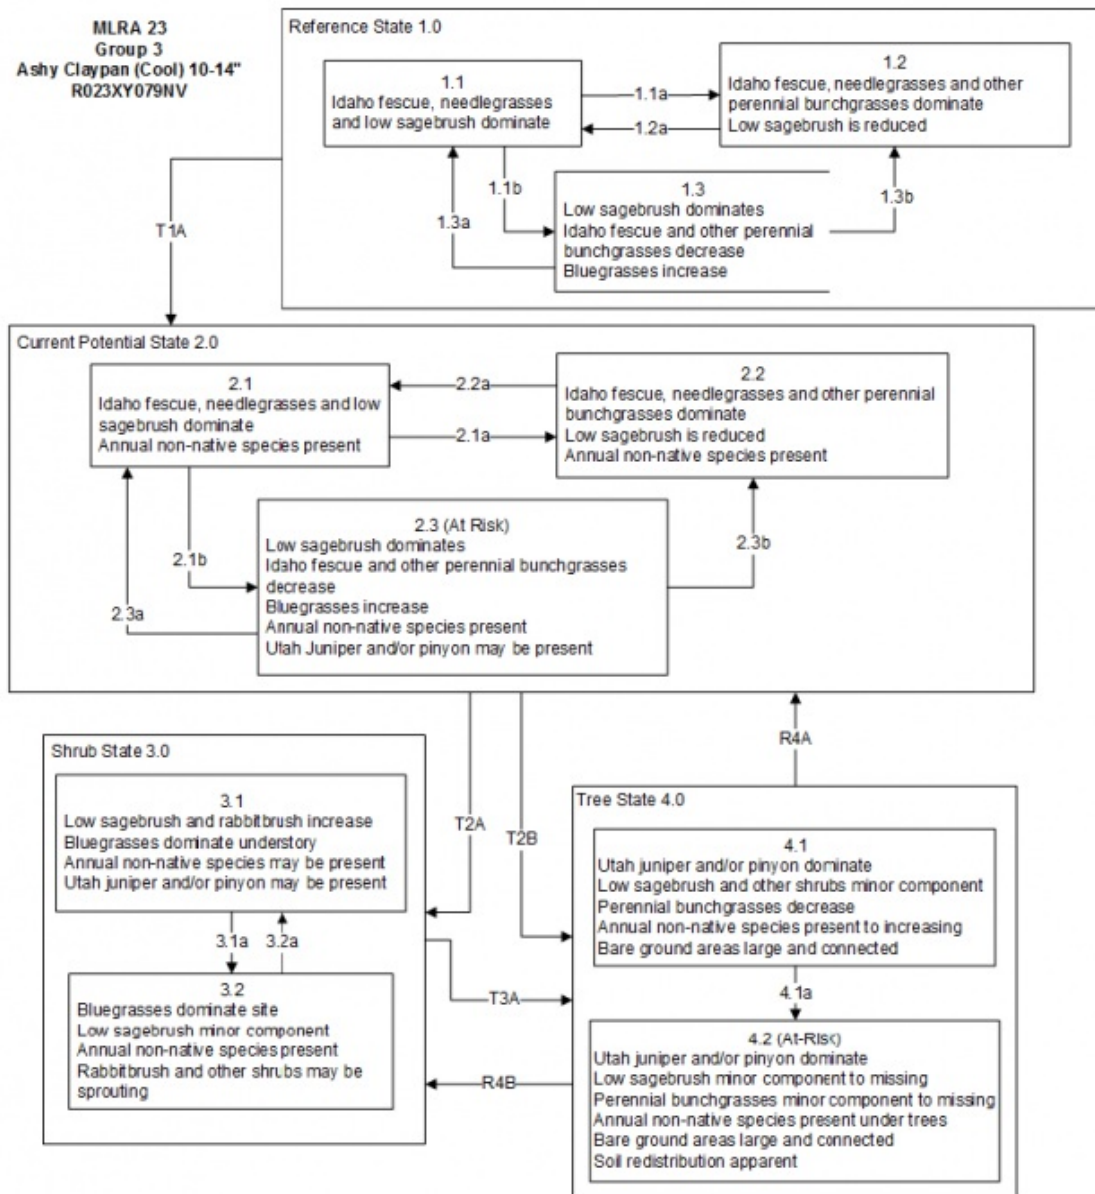 MLRA 23
Group 3
Ashy Claypan (Cool) 10-14"
R023XY079NV
Reference State 1.0
1.1
Idaho fescue, needlegrasses
and low sagebrush dominate
1.1a
1.2a
1.2
Idaho fescue, needlegrasses and other
perennial bunchgrasses dominate
Low sagebrush is reduced
1.1b
1.3a
1.3
Low sagebrush dominates
Idaho fescue and other perennial
bunchgrasses decrease
Bluegrasses increase
1.3b
T1A
Current Potential State 2.0
2.1
Idaho fescue, needlegrasses and low
sagebrush dominate
Annual non-native species present
2.2a
2.1a
2.2
Idaho fescue, needlegrasses and other perennial
bunchgrasses dominate
Low sagebrush is reduced
Annual non-native species present
2.1b
2.3a
2.3 (At Risk)
Low sagebrush dominates
Idaho fescue and other perennial bunchgrasses
decrease
Bluegrasses increase
Annual non-native species present
Utah Juniper and/or pinyon may be present
2.3b
Shrub State 3.0
3.1
Low sagebrush and rabbitbrush increase
Bluegrasses dominate understory
Annual non-native species may be present
Utah juniper and/or pinyon may be present
3.1a
3.2a
3.2
Bluegrasses dominate site
Low sagebrush minor component
Annual non-native species present
Rabbitbrush and other shrubs may be
sprouting
T2A
T2B
R4A
T3A
R4B
Tree State 4.0
4.1
Utah juniper and/or pinyon dominate
Low sagebrush and other shrubs minor component
Perennial bunchgrasses decrease
Annual non-native species present to increasing
Bare ground areas large and connected
4.1a
4.2 (At-Risk)
Utah juniper and/or pinyon dominate
Low sagebrush minor component to missing
Perennial bunchgrasses minor component to missing
Annual non-native species present under trees
Bare ground areas large and connected
Soil redistribution apparent